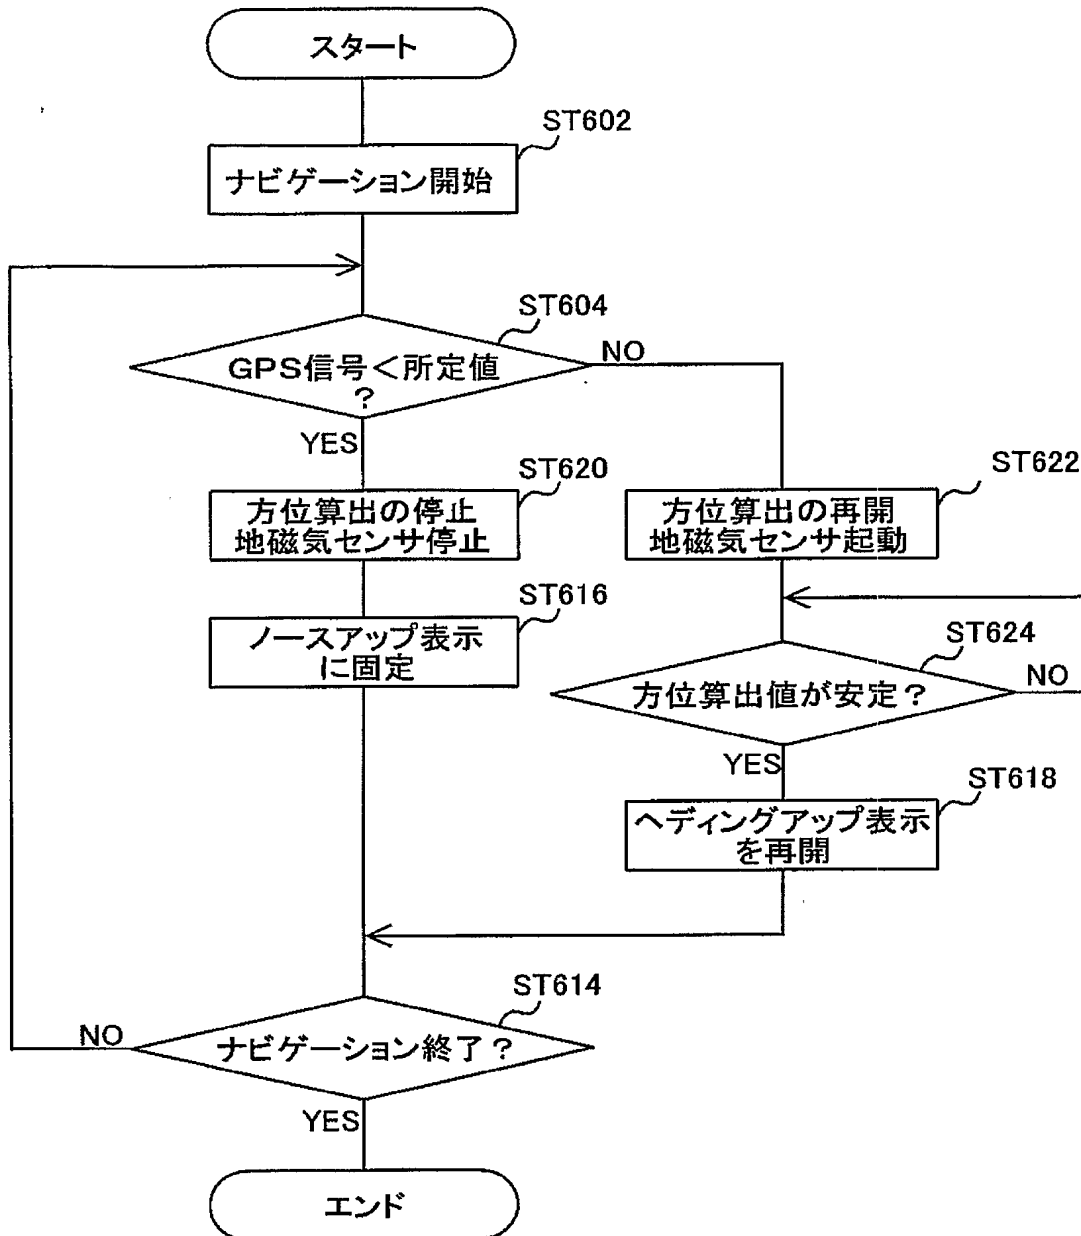 スタート
ST602
ナビゲーション開始
ST604
GPS信号<所定値
?
NO
YES
ST620
方位算出の停止
地磁気センサ停止
ST622
方位算出の再開
地磁気センサ起動
ST616
ノースアップ表示
に固定
ST624
方位算出値が安定?
NO
YES
ST618
ヘディングアップ表示
を再開
ST614
ナビゲーション終了?
NO
YES
エンド